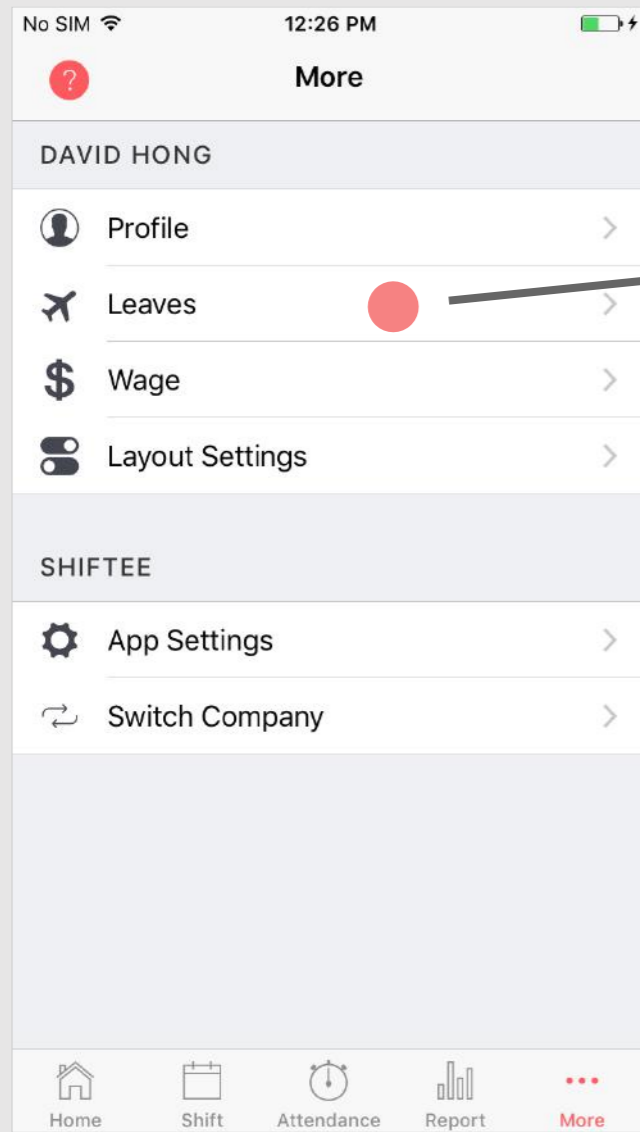 No SIM 12:26 PM
?
More
DAVID HONG
Profile
Leaves
$ Wage
Layout Settings
SHIFTEE
App Settings
Switch Company
Home Shift Attendance Report More